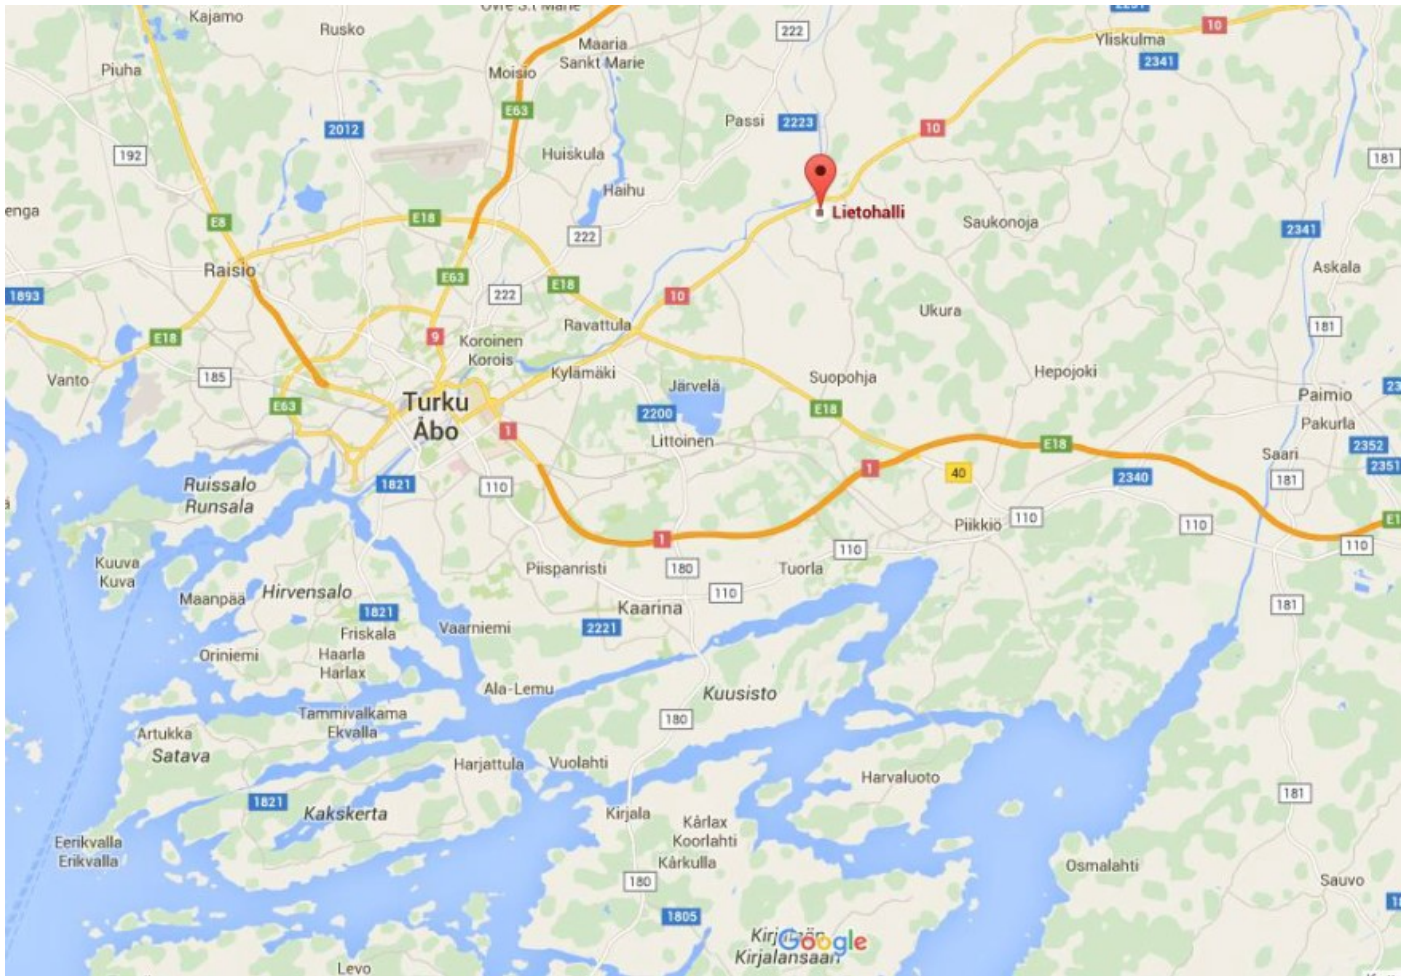 Kajamo
Övre S:t Marie
2251
Rusko
222
10
Maaria
Sankt Marie
Yliskulma
2341
Piuha
Moisio
E63
2012
Passi
2223
10
192
Huiskula
181
Haihu
Lietohalli
enga
E8
E18
222
Saukonoja
2341
Raisio
E63
E18
Askala
1893
222
10
Ukura
181
E18
9
Ravattula
Koroinen
Korois
Vanto
185
Kylämäki
Järvelä
Suopohja
Hepojoki
Turku
Åbo
E63
2200
E18
Paimio
Pakurla
1
Littoinen
E18
2352
Saari
2351
Ruissalo
Runsala
1821
110
1
40
2340
181
Piikkiö
110
110
1
110
110
Kuuva
Kuva
Piispanristi
180
Tuorla
Maanpää
Hirvensalo
110
Kaarina
181
1821
Friskala
Vaarniemi
2221
Haarla
Harlax
Oriniemi
Ala-Lemu
Kuusisto
Tammivalkama
Ekvalla
180
Artukka
Satava
Harjattula
Vuolahti
Harvaluoto
1821
Kakskerta
Kirjala
Kårlax
Koorlahti
181
Eerikvalla
Erikvalla
Kårkulla
Osmalahti
180
Sauvo
1805
Google
Kirjalansaari
Levo